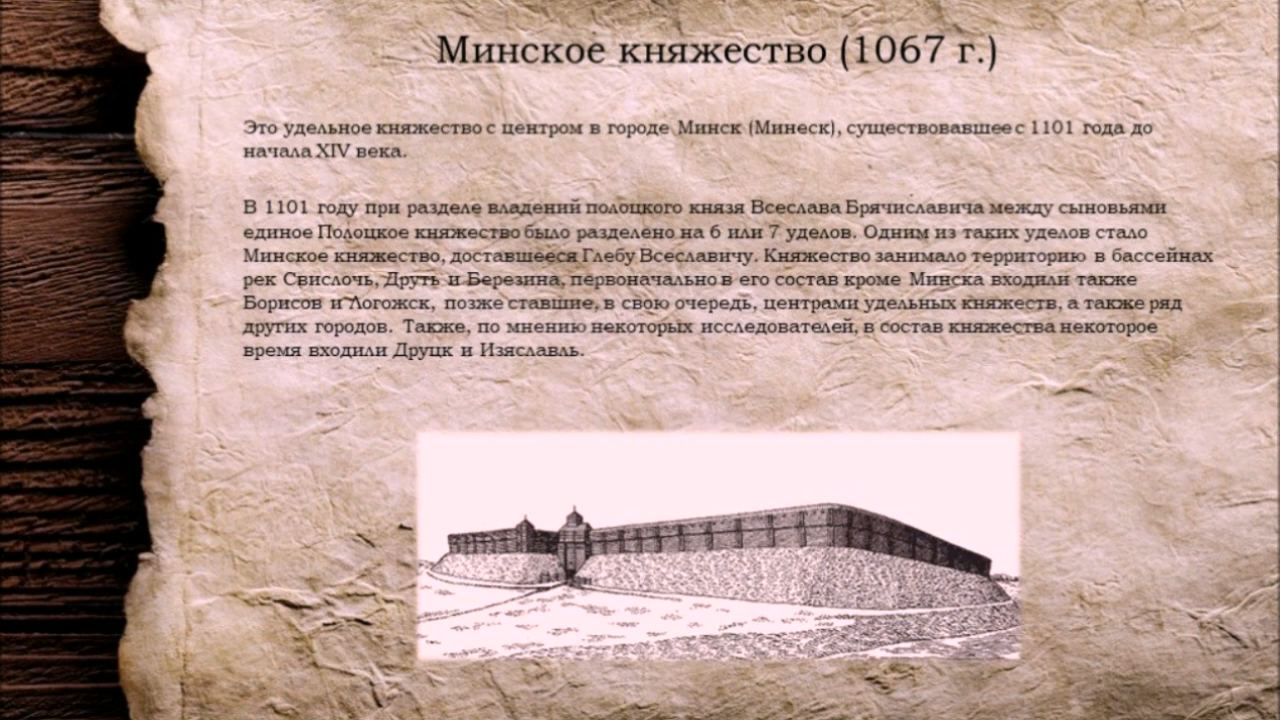 Минское княжество (1067 г.)
Это удельное княжество с центром в городе Минск (Минеск), существовавшее с 1101 года до
начала XIV века.
В 1101 году при разделе владений полоцкого князя Всеслава Брячиславича между сыновьями
единое Полоцкое княжество было разделено на 6 или 7 уделов. Одним из таких уделов стало
Минское княжество, доставшееся Глебу Всеславичу. Княжество занимало территорию в бассейнах
рек Свислочь, Друть и Березина, первоначально в его состав кроме Минска входили также
Борисов и Логожск, позже ставшие, в свою очередь, центрами удельных княжеств, а также ряд
других городов. Также, по мнению некоторых исследователей, в состав княжества некоторое
время входили Друцк и Изяславль.